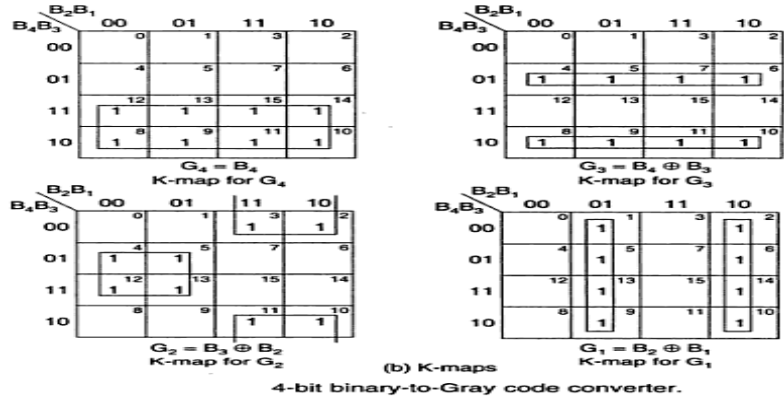 B₂B₁ 00 01 11 10
B₄B₃ 0 1 3 2
00
4 5 7 6
01
12 13 15 14
11 1 1 1 1
8 9 11 10
10 1 1 1 1
G₄ = B₄
K-map for G₄
B₂B₁ 00 01 11 10
B₄B₃ 0 1 3 2
00
4 5 7 6
01 1 1 1 1
12 13 15 14
11
8 9 11 10
10 1 1 1 1
G₃ = B₄ ⊕ B₃
K-map for G₃
B₂B₁ 00 01 11 10
B₄B₃ 0 1 3 2
00 1 1
4 5 7 6
01 1 1
12 13 15 14
11 1 1
8 9 11 10
10 1 1
G₂ = B₃ ⊕ B₂
K-map for G₂
B₂B₁ 00 01 11 10
B₄B₃ 0 1 3 2
00 1 1
4 5 7 6
01 1 1
12 13 15 14
11 1 1
8 9 11 10
10 1 1
G₁ = B₂ ⊕ B₁
K-map for G₁
(b) K-maps
4-bit binary-to-Gray code converter.